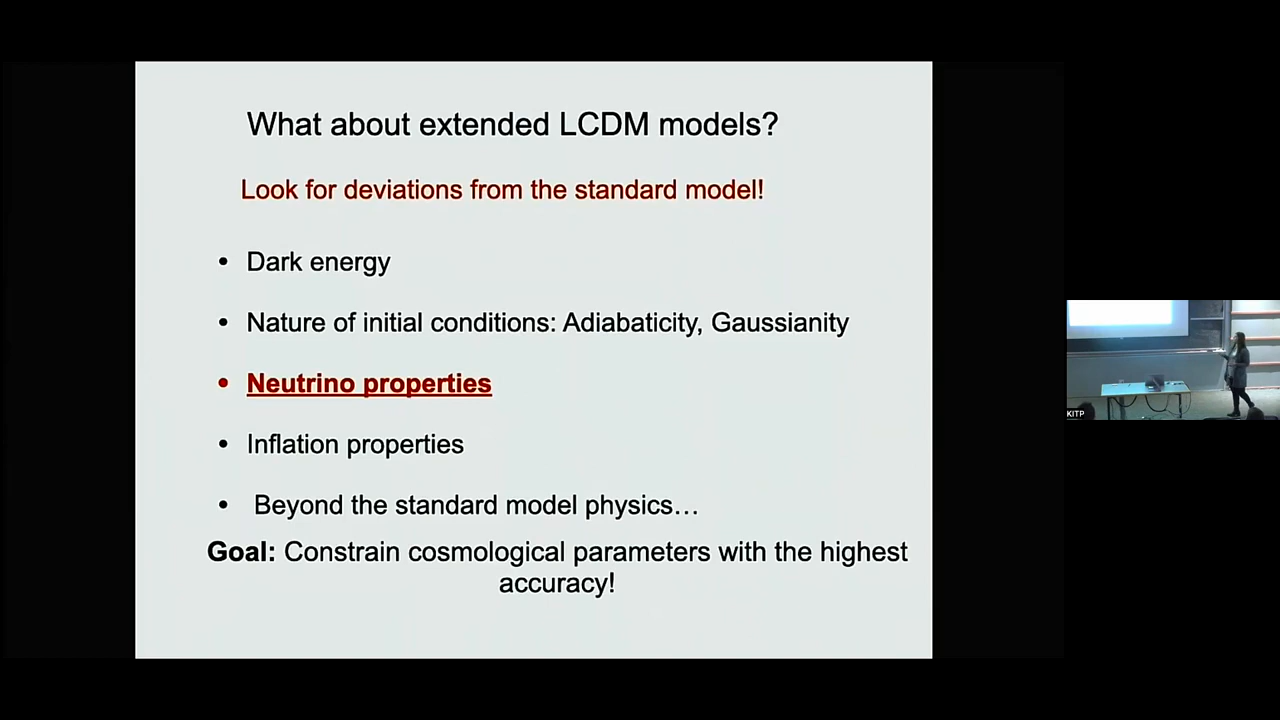 What about extended LCDM models?
Look for deviations from the standard model!
• Dark energy
• Nature of initial conditions: Adiabaticity, Gaussianity
• Neutrino properties
• Inflation properties
• Beyond the standard model physics…
Goal: Constrain cosmological parameters with the highest
accuracy!
KITP